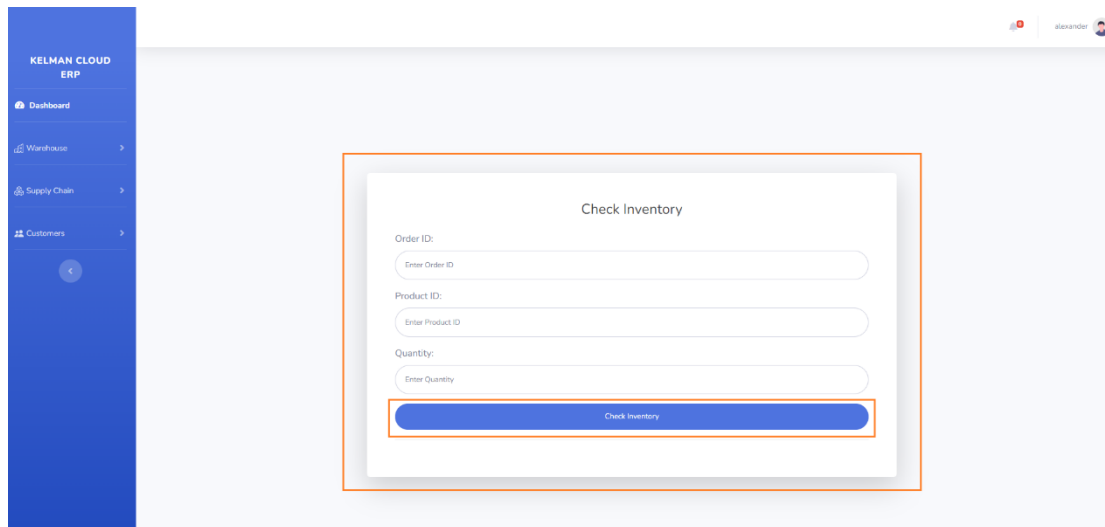 0
alexander
KELMAN CLOUD
ERP
Dashboard
Warehouse
Supply Chain
Customers
Check Inventory
Order ID:
Enter Order ID
Product ID:
Enter Product ID
Quantity:
Enter Quantity
Check Inventory